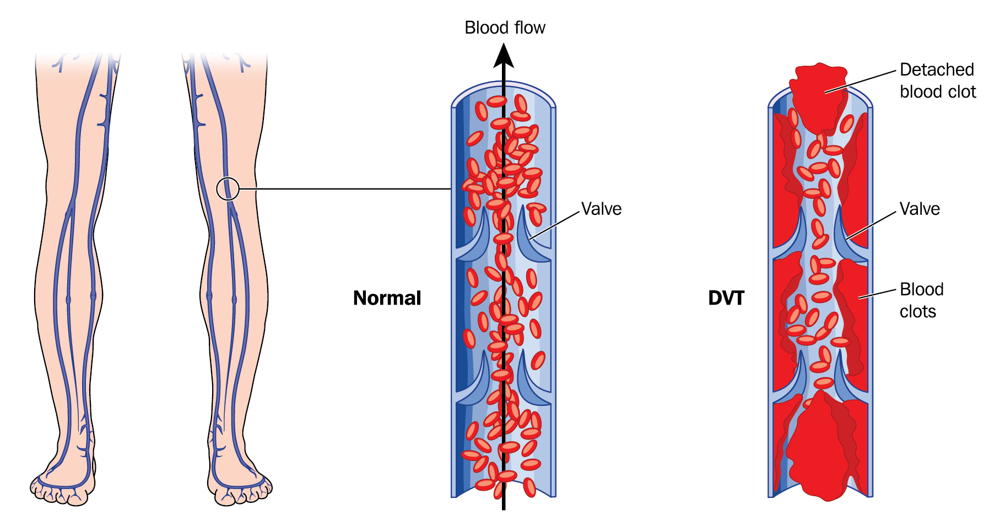 Blood flow
Detached
blood clot
Valve
Valve
Normal
DVT
Blood
clots